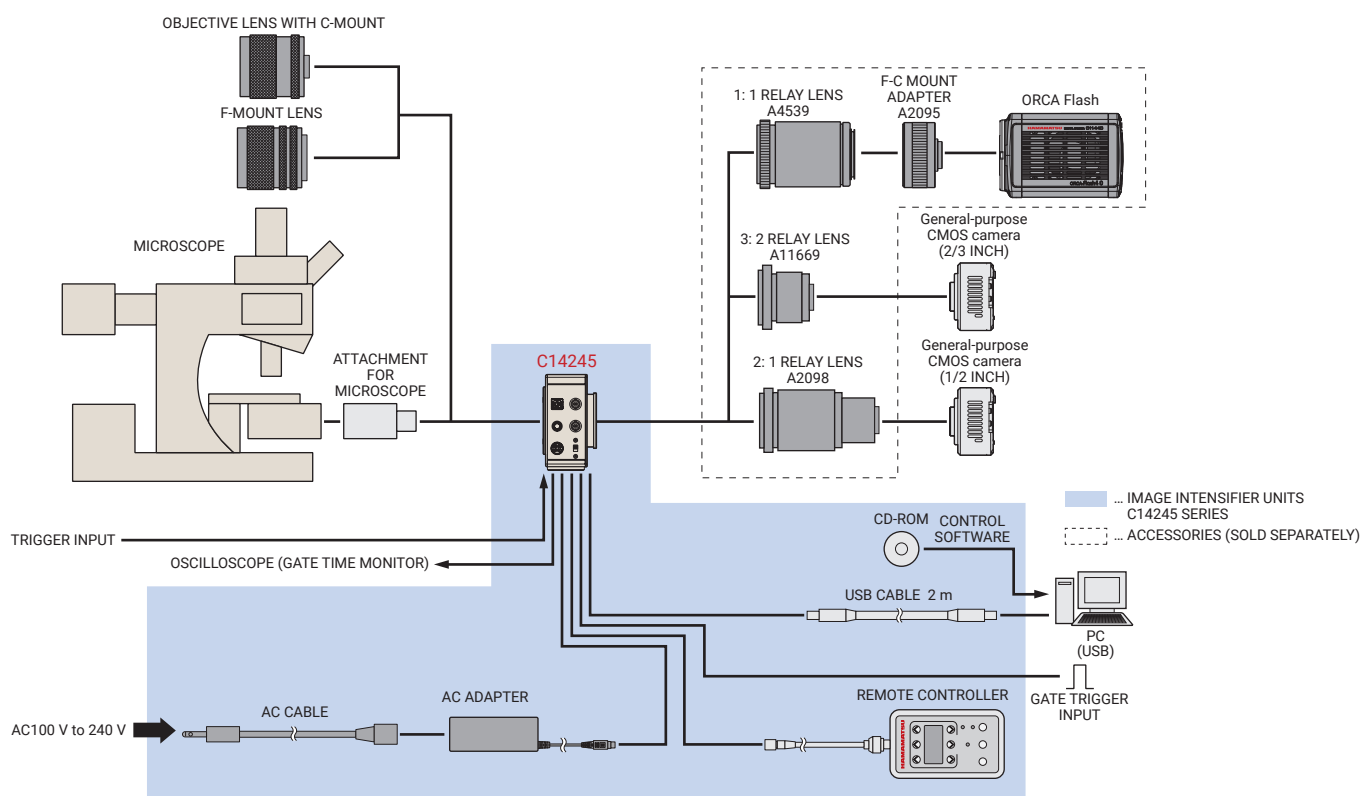 OBJECTIVE LENS WITH C-MOUNT
F-MOUNT LENS
MICROSCOPE
ATTACHMENT
FOR
MICROSCOPE
C14245
1: 1 RELAY LENS
A4539
F-C MOUNT
ADAPTER
A2095
ORCA Flash
HAMAMATSU
ORCA-Flash4.0
3: 2 RELAY LENS
A11669
General-purpose
CMOS camera
(2/3 INCH)
2: 1 RELAY LENS
A2098
General-purpose
CMOS camera
(1/2 INCH)
... IMAGE INTENSIFIER UNITS
C14245 SERIES
... ACCESSORIES (SOLD SEPARATELY)
TRIGGER INPUT
OSCILLOSCOPE (GATE TIME MONITOR)
CD-ROM
CONTROL
SOFTWARE
USB CABLE 2 m
PC
(USB)
GATE TRIGGER
INPUT
REMOTE CONTROLLER
HAMAMATSU
AC100 V to 240 V
AC CABLE
AC ADAPTER